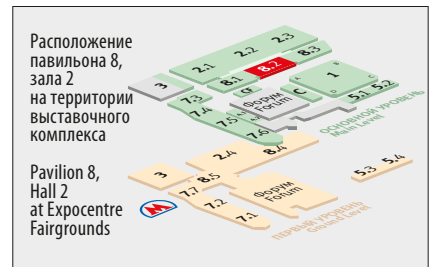 Расположение
павильона 8,
зала 2
на территории
выставочного
комплекса
Pavilion 8,
Hall 2
at Expocentre
Fairgrounds
2.1
2.2
2.3
8.1
8.2
8.3
3
7.3
7.4
7.5
7.6
CF
Форум
Forum
C
1
A
B
D
C
5.1
5.2
ОСНОВНОЙ УРОВЕНЬ
Main Level
3
2.4
8.4
8.5
7.7
7.2
7.1
Форум
Forum
5.3
5.4
ПЕРВЫЙ УРОВЕНЬ
Ground Level
М